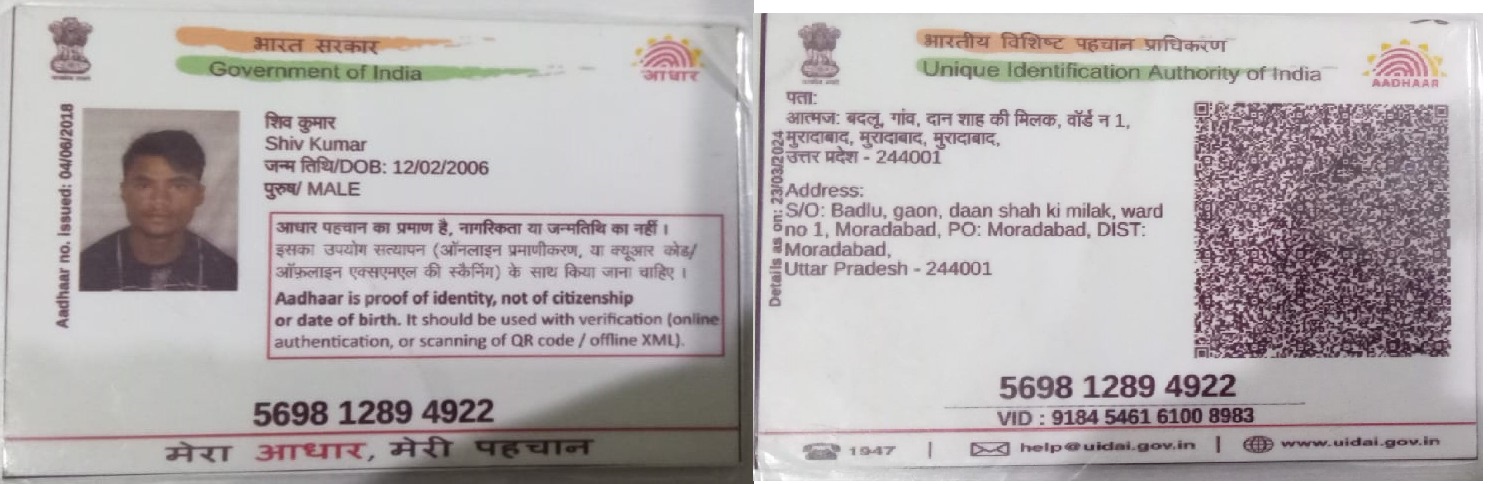 भारत सरकार
Government of India
आधार
Aadhaar no. issued: 04/06/2018
शिव कुमार
Shiv Kumar
जन्म तिथि/DOB: 12/02/2006
पुरुष/ MALE
आधार पहचान का प्रमाण है, नागरिकता या जन्मतिथि का नहीं ।
इसका उपयोग सत्यापन (ऑनलाइन प्रमाणीकरण, या क्यूआर कोड/
ऑफ़लाइन एक्सएमएल की स्कैनिंग) के साथ किया जाना चाहिए ।
Aadhaar is proof of identity, not of citizenship
or date of birth. It should be used with verification (online
authentication, or scanning of QR code / offline XML).
5698 1289 4922
मेरा आधार, मेरी पहचान
भारतीय विशिष्ट पहचान प्राधिकरण
Unique Identification Authority of India
AADHAAR
Details as on: 23/03/2024
पता:
आत्मज: बदलू, गांव, दान शाह की मिलक, वॉर्ड न 1,
मुरादाबाद, मुरादाबाद, मुरादाबाद,
उत्तर प्रदेश - 244001
Address:
S/O: Badlu, gaon, daan shah ki milak, ward
no 1, Moradabad, PO: Moradabad, DIST:
Moradabad,
Uttar Pradesh - 244001
5698 1289 4922
VID : 9184 5461 6100 8983
1947 | help@uidai.gov.in | www.uidai.gov.in